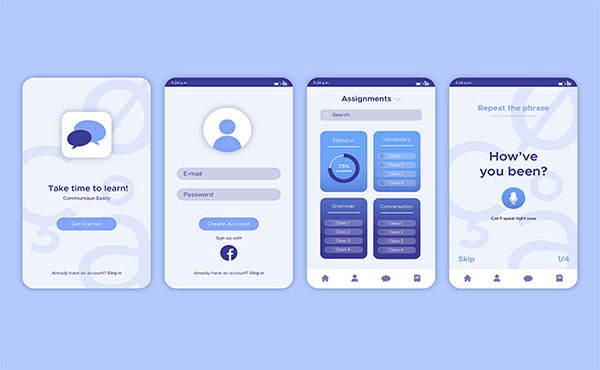 Take time to learn!
Communique Easly
Get started
Already have an account? Sing in
5:24 p.m.
E-mail
Password
Create Account
Sign up with
Already have an account? Sing in
5:24 p.m.
Assignments
Search
Status
75%
complete
Vocabulary
Class 1
Class 2
Class 3
Class 4
Grammar
Class 1
Class 2
Class 3
Class 4
Conversation
Class 1
Class 2
Class 3
Class 4
5:24 p.m.
Repeat the phrase
How've
you been?
Can't speal right now
Skip
1/4